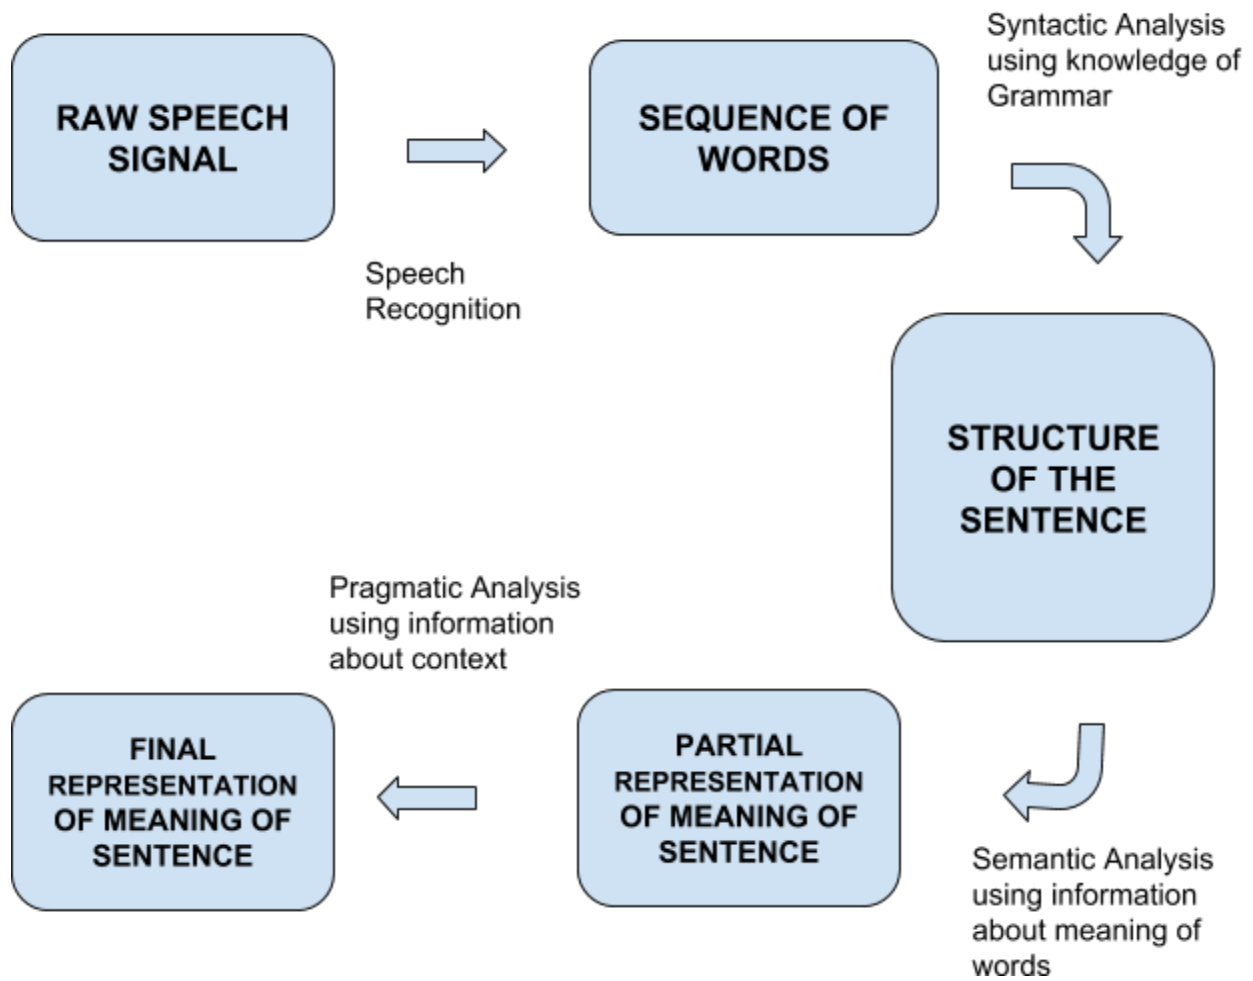 RAW SPEECH
SIGNAL
Speech
Recognition
SEQUENCE OF
WORDS
Syntactic Analysis
using knowledge of
Grammar
STRUCTURE
OF THE
SENTENCE
Semantic Analysis
using information
about meaning of
words
PARTIAL
REPRESENTATION
OF MEANING OF
SENTENCE
Pragmatic Analysis
using information
about context
FINAL
REPRESENTATION
OF MEANING OF
SENTENCE